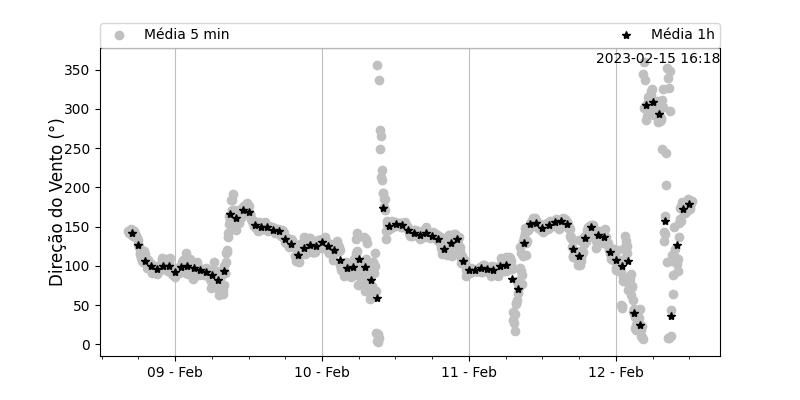 Média 5 min
Média 1h
2023-02-15 16:18
Direção do Vento (°)
350
300
250
200
150
100
50
0
09 - Feb
10 - Feb
11 - Feb
12 - Feb